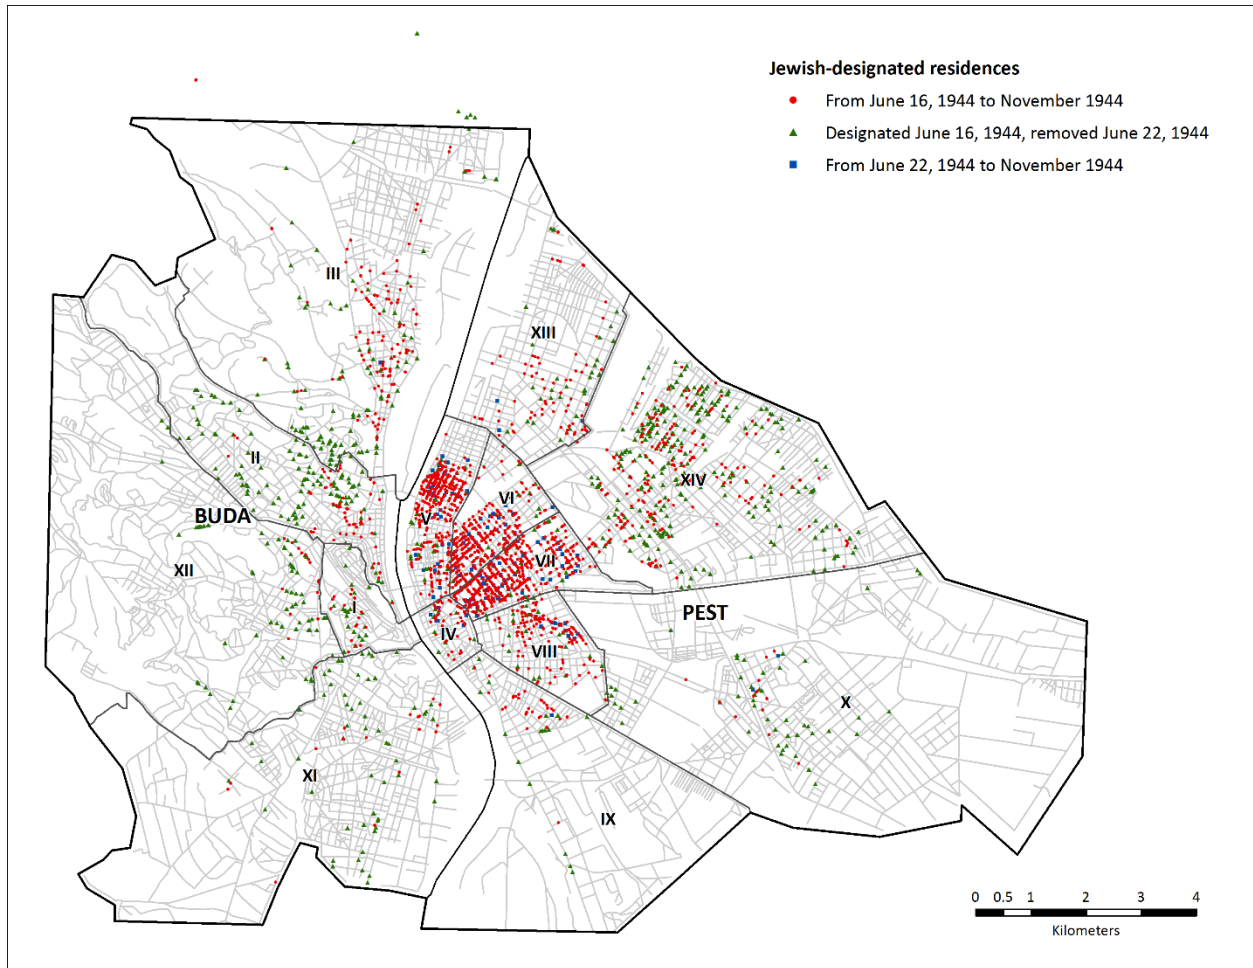 Jewish-designated residences
From June 16, 1944 to November 1944
Designated June 16, 1944, removed June 22, 1944
From June 22, 1944 to November 1944
III
XIII
II
XIV
VI
BUDA
V
VII
XII
I
PEST
IV
VIII
X
XI
IX
0 0.5 1 2 3 4
Kilometers